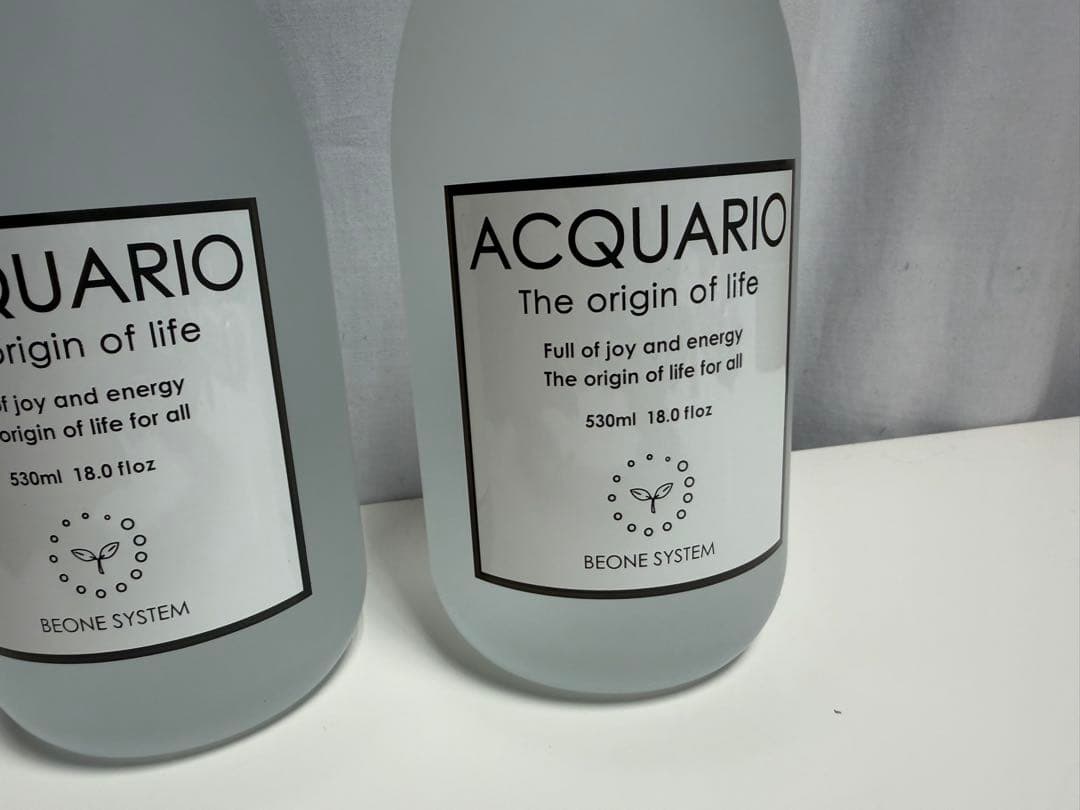 QUARIO
origin of life
of joy and energy
origin of life for all
530ml 18.0 floz
BEONE SYSTEM
ACQUARIO
The origin of life
Full of joy and energy
The origin of life for all
530ml 18.0 floz
BEONE SYSTEM